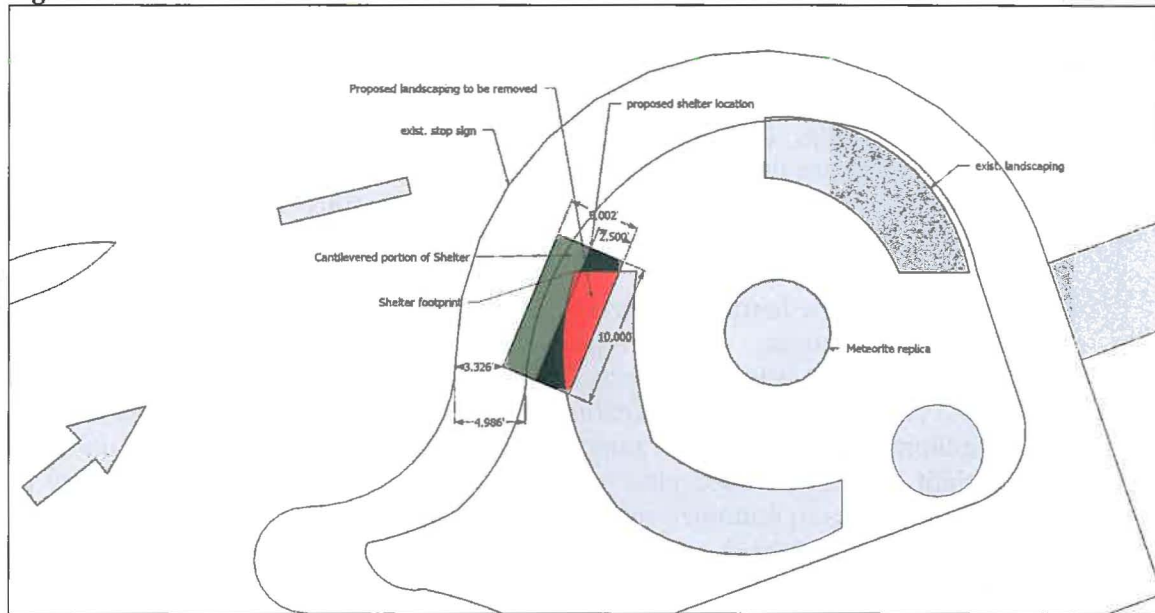 Proposed landscaping to be removed
proposed shelter location
exist. stop sign
exist. landscaping
5.002'
2.500'
Cantilevered portion of Shelter
Shelter footprint
10.000'
Meteorite replica
3.326'
4.986'